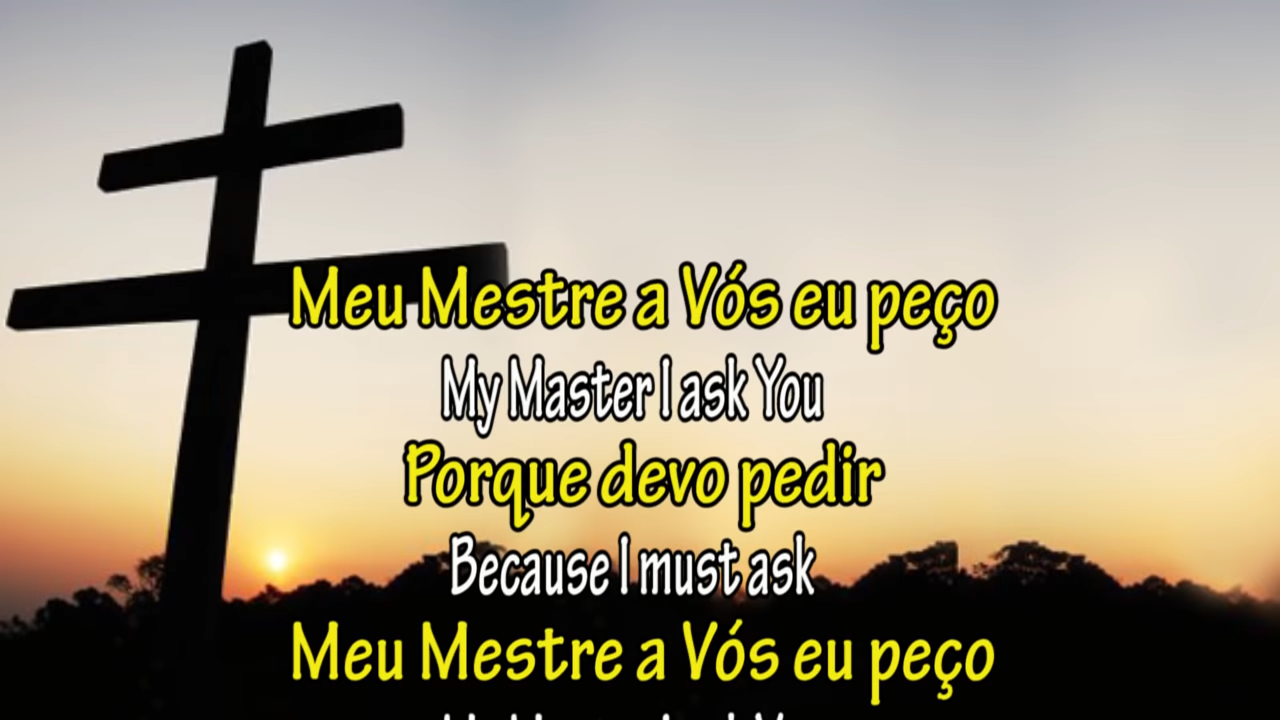 Meu Mestre a Vós eu peço
My Master I ask You
Porque devo pedir
Because I must ask
Meu Mestre a Vós eu peço